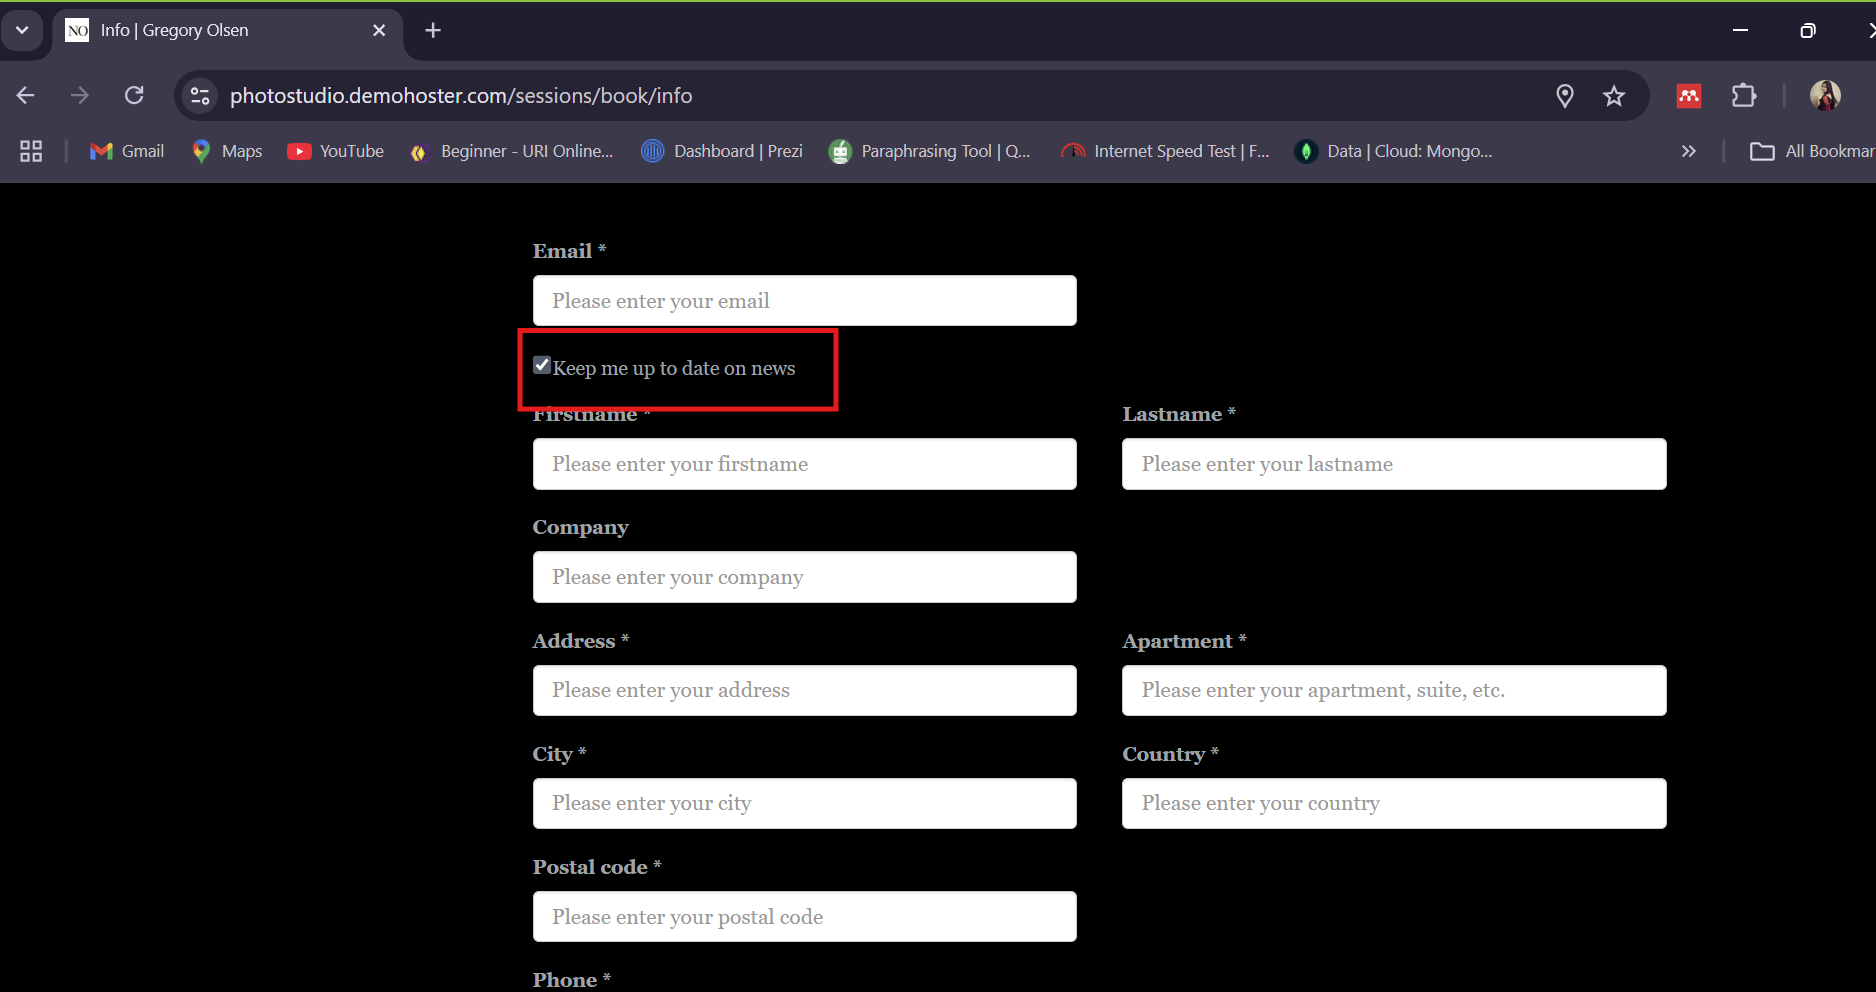 NO Info | Gregory Olsen
photostudio.demohoster.com/sessions/book/info
Gmail Maps YouTube Beginner - URI Online... Dashboard | Prezi Paraphrasing Tool | Q... Internet Speed Test | F... Data | Cloud: Mongo... All Bookmar
Email *
Please enter your email
Keep me up to date on news
Firstname * Lastname *
Please enter your firstname Please enter your lastname
Company
Please enter your company
Address * Apartment *
Please enter your address Please enter your apartment, suite, etc.
City * Country *
Please enter your city Please enter your country
Postal code *
Please enter your postal code
Phone *